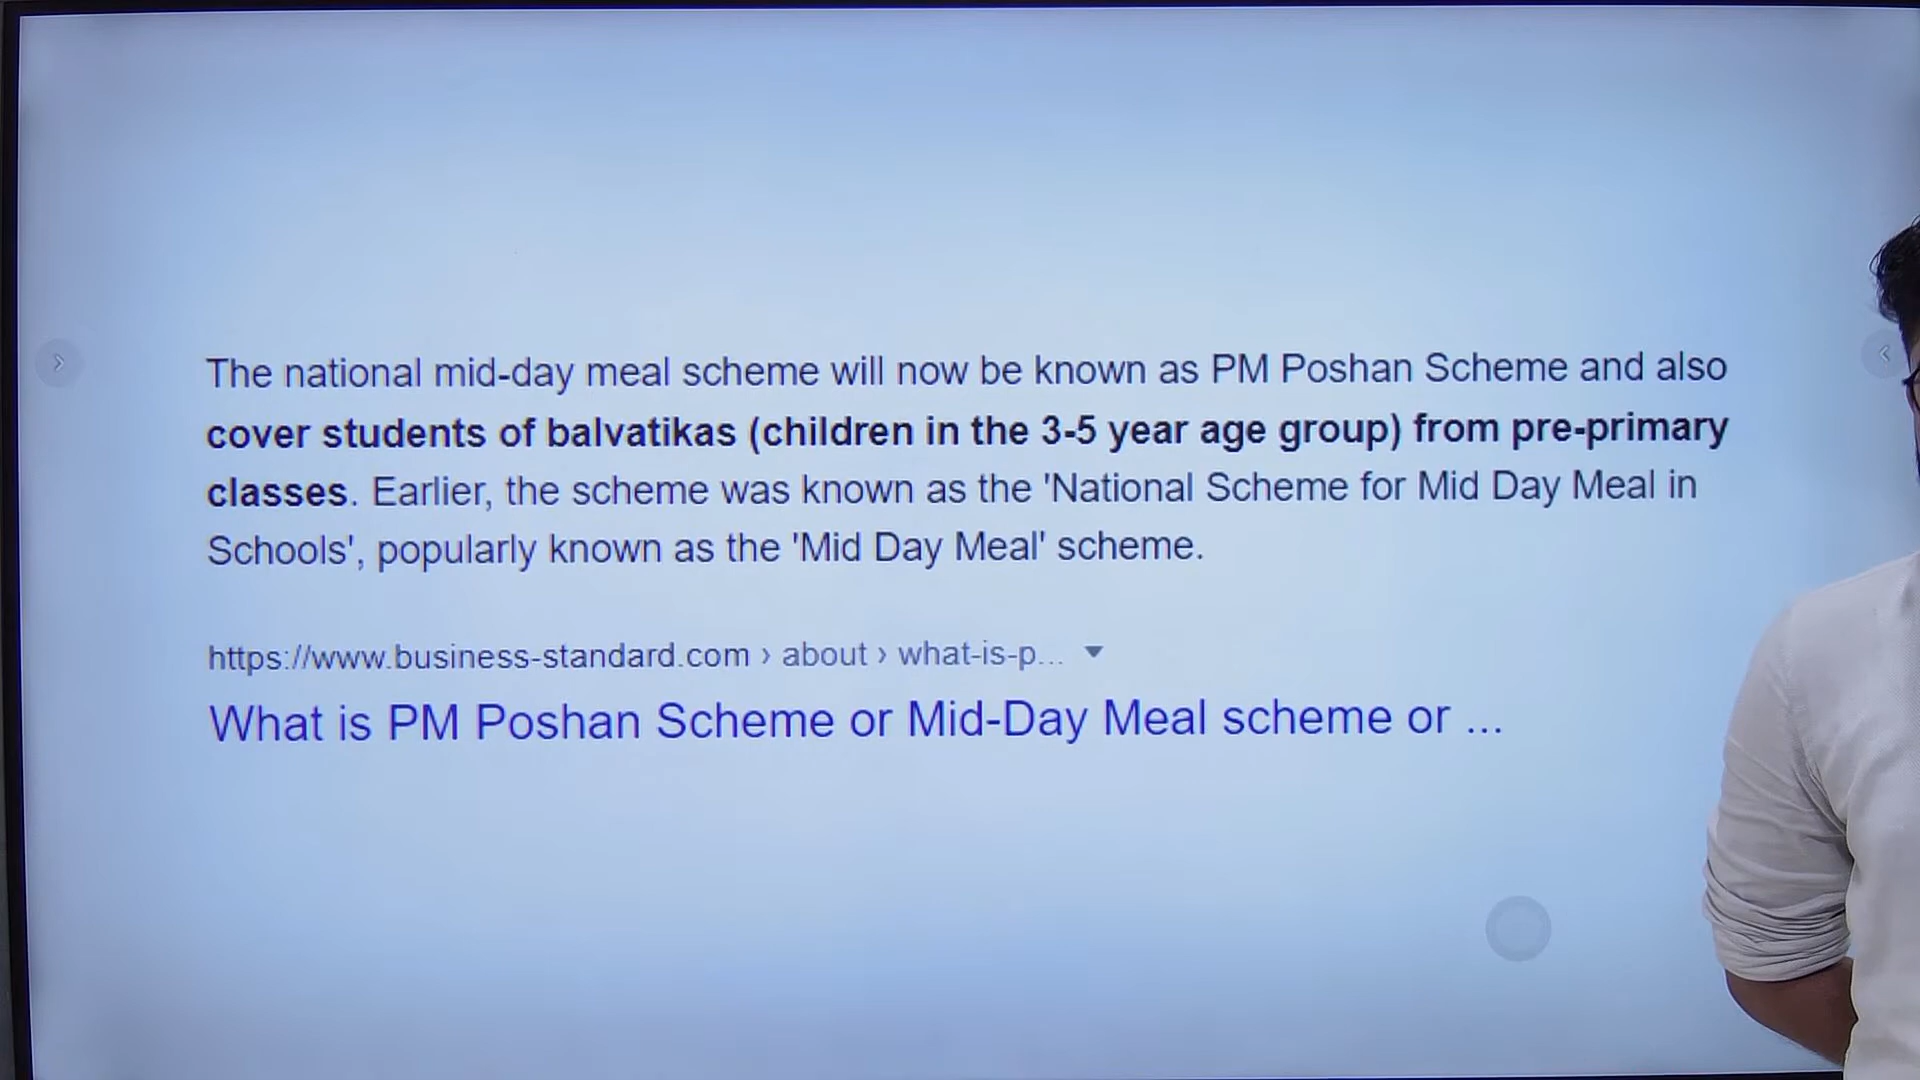 The national mid-day meal scheme will now be known as PM Poshan Scheme and also
cover students of balvatikas (children in the 3-5 year age group) from pre-primary
classes. Earlier, the scheme was known as the 'National Scheme for Mid Day Meal in
Schools', popularly known as the 'Mid Day Meal' scheme.
https://www.business-standard.com › about › what-is-p...
What is PM Poshan Scheme or Mid-Day Meal scheme or ...